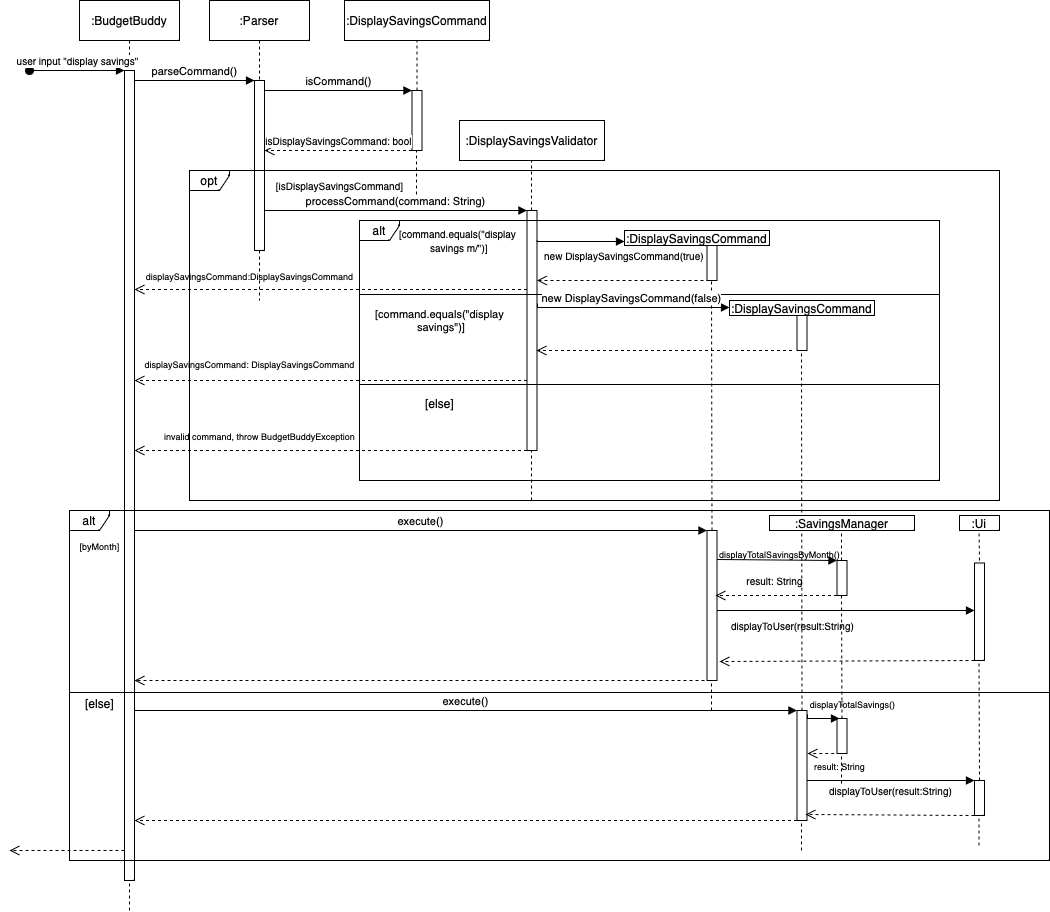 :BudgetBuddy
:Parser
:DisplaySavingsCommand
user input "display savings"
parseCommand()
isCommand()
isDisplaySavingsCommand: bool
:DisplaySavingsValidator
opt
[isDisplaySavingsCommand]
processCommand(command: String)
alt
[command.equals("display
savings m/")]
:DisplaySavingsCommand
new DisplaySavingsCommand(true)
displaySavingsCommand:DisplaySavingsCommand
new DisplaySavingsCommand(false)
:DisplaySavingsCommand
[command.equals("display
savings")]
displaySavingsCommand: DisplaySavingsCommand
[else]
invalid command, throw BudgetBuddyException
alt
execute()
:SavingsManager
:Ui
[byMonth]
displayTotalSavingsByMonth()
result: String
displayToUser(result:String)
[else]
execute()
displayTotalSavings()
result: String
displayToUser(result:String)